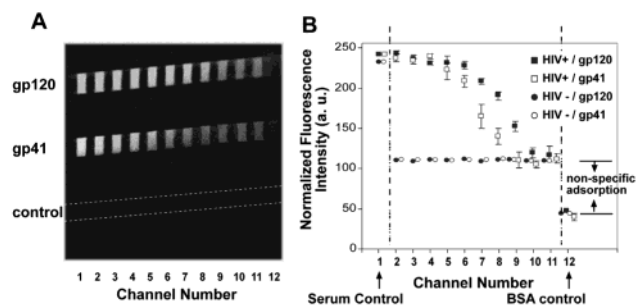 A
gp120
gp41
control
1 2 3 4 5 6 7 8 9 10 11 12
Channel Number
B
Normalized Fluorescence
Intensity (a. u.)
250
200
150
100
50
0
HIV+ / gp120
HIV+ / gp41
HIV - / gp120
HIV - / gp41
non-specific
adsorption
1 2 3 4 5 6 7 8 9 10 11 12
Channel Number
Serum Control
BSA control